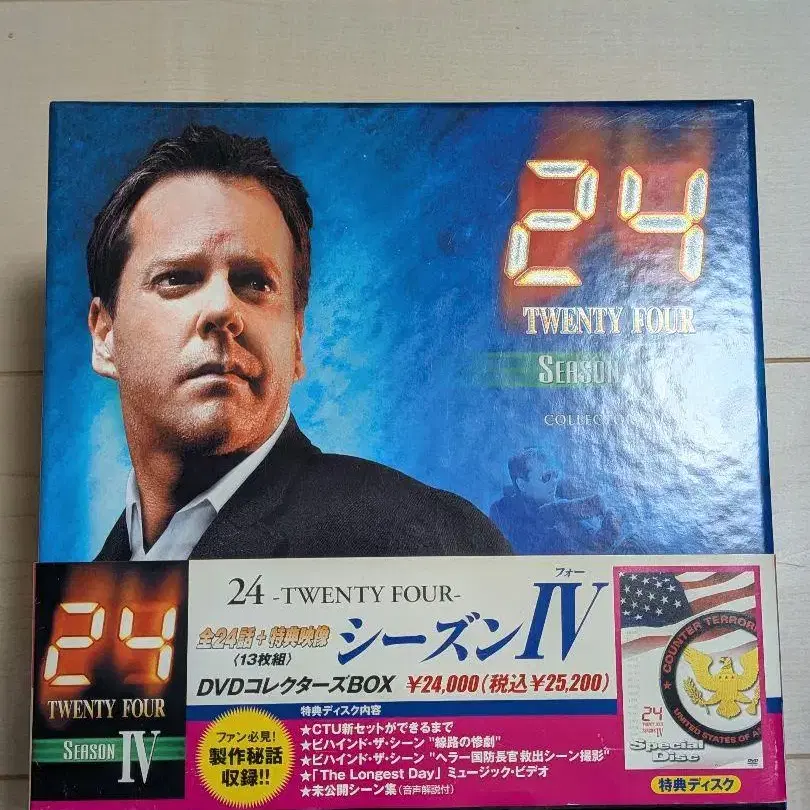 24
TWENTY FOUR
SEASON
24
TWENTY FOUR
SEASON IV
24 -TWENTY FOUR-
全24話+特典映像
〈13枚組〉
フォー
シーズンIV
DVDコレクターズBOX ¥24,000(税込¥25,200)
ファン必見!
製作秘話
収録!!
特典ディスク内容
★CTU新セットができるまで
★ビハインド・ザ・シーン "線路の惨劇"
★ビハインド・ザ・シーン "ヘラー国防長官救出シーン撮影"
★「The Longest Day」ミュージック・ビデオ
★未公開シーン集(音声解説付)
COUNTER TERROR
UNITED STATES OF A
24
Special
Disc
特典ディスク